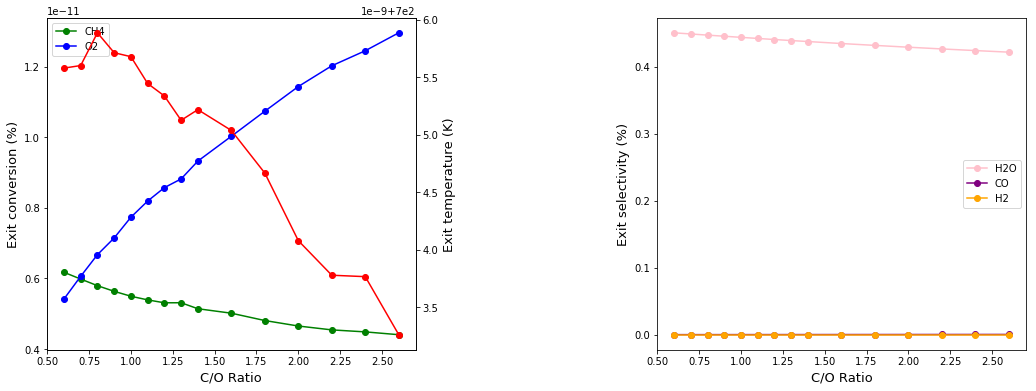 1e−11
1e−9+7e2
CH4
O2
1.2
1.0
0.8
0.6
0.4
Exit conversion (%)
6.0
5.5
5.0
4.5
4.0
3.5
Exit temperature (K)
0.50 0.75 1.00 1.25 1.50 1.75 2.00 2.25 2.50
C/O Ratio
0.4
0.3
0.2
0.1
0.0
Exit selectivity (%)
H2O
CO
H2
0.50 0.75 1.00 1.25 1.50 1.75 2.00 2.25 2.50
C/O Ratio